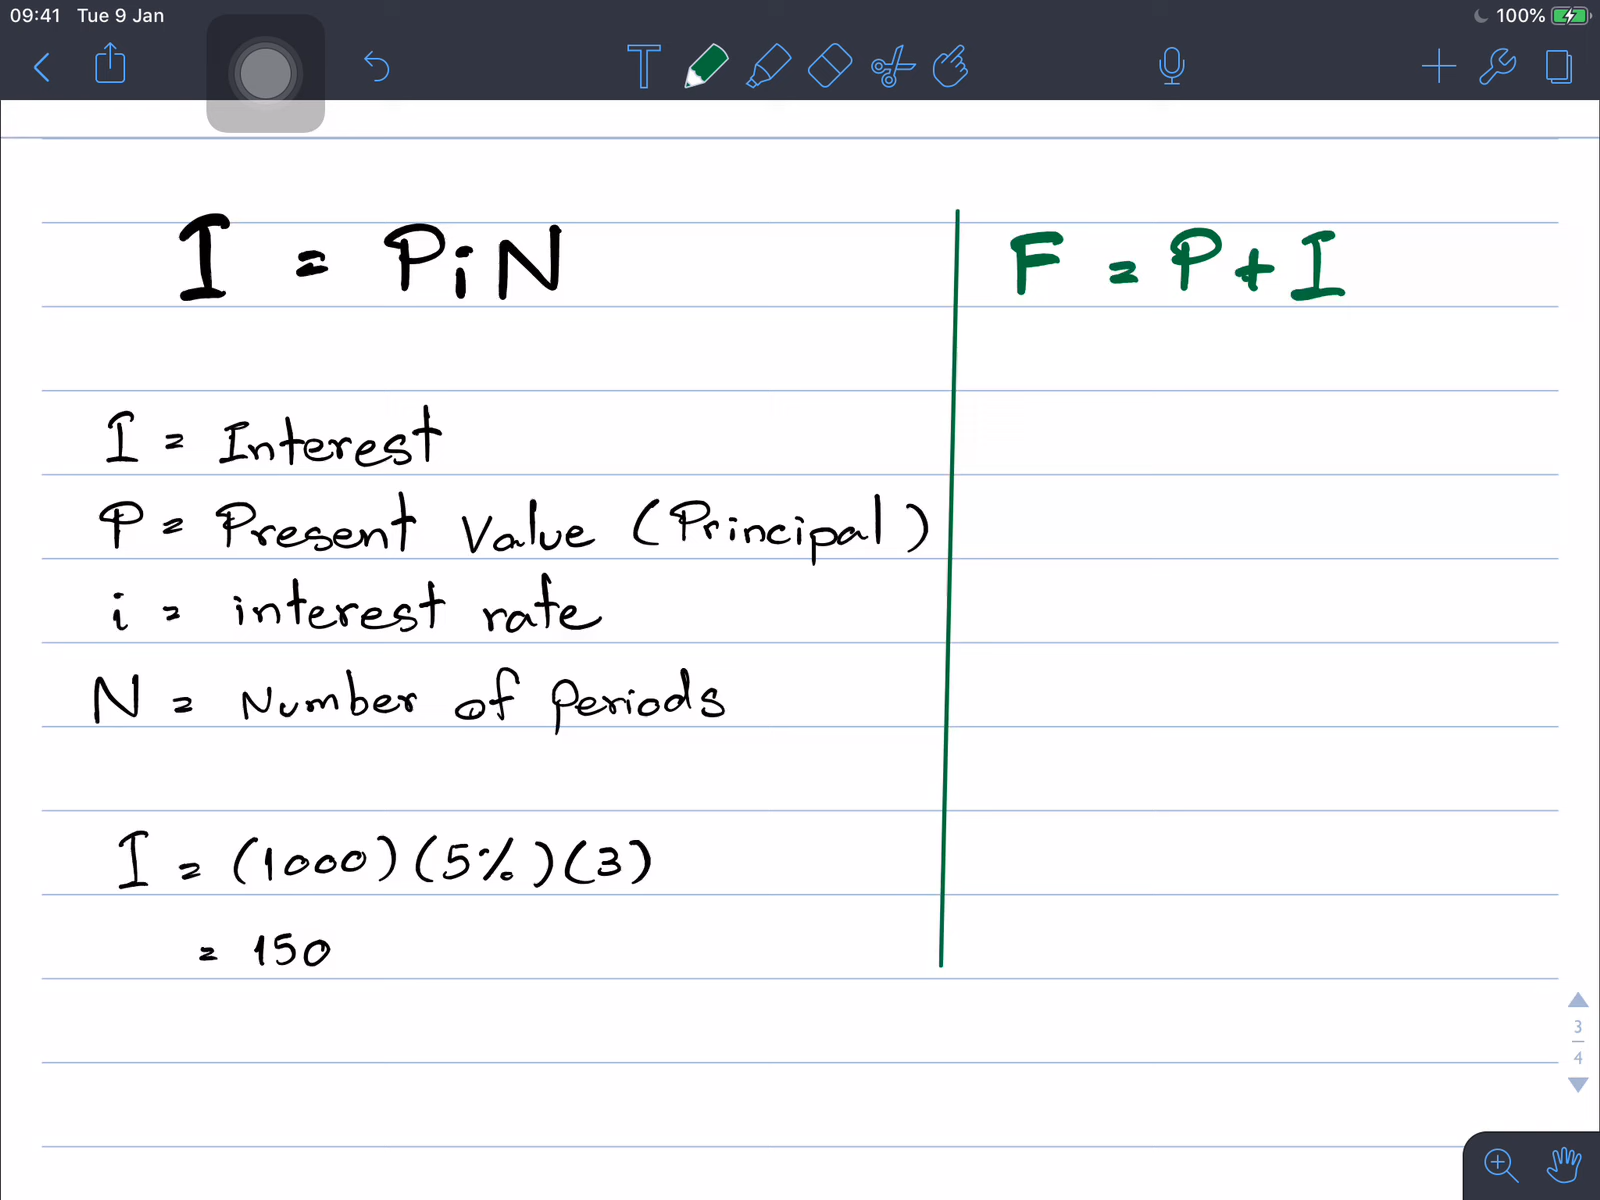 09:41 Tue 9 Jan
100%
I = PiN
F = P + I
I = Interest
P = Present Value (Principal)
i = interest rate
N = Number of Periods
I = (1000)(5%)(3)
= 150
3
4